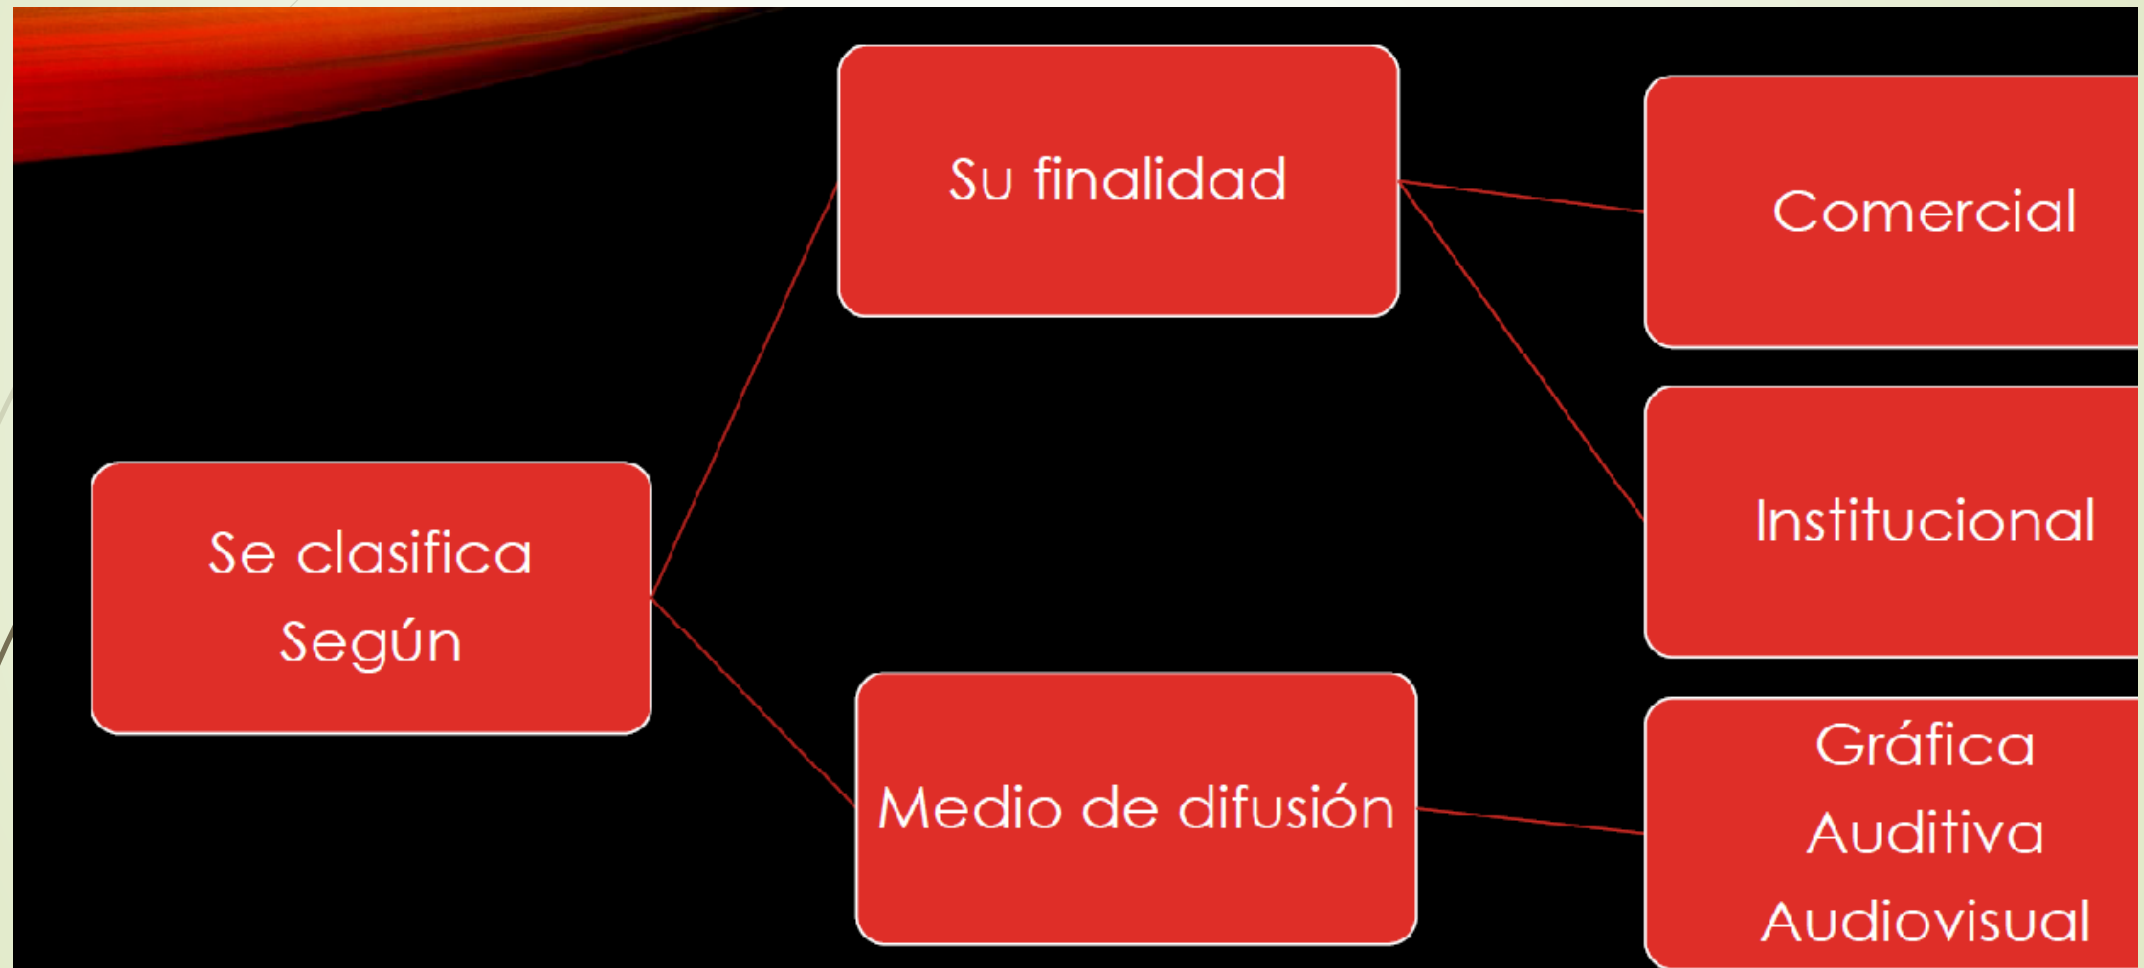 Se clasifica
Según
Su finalidad
Comercial
Institucional
Medio de difusión
Gráfica
Auditiva
Audiovisual